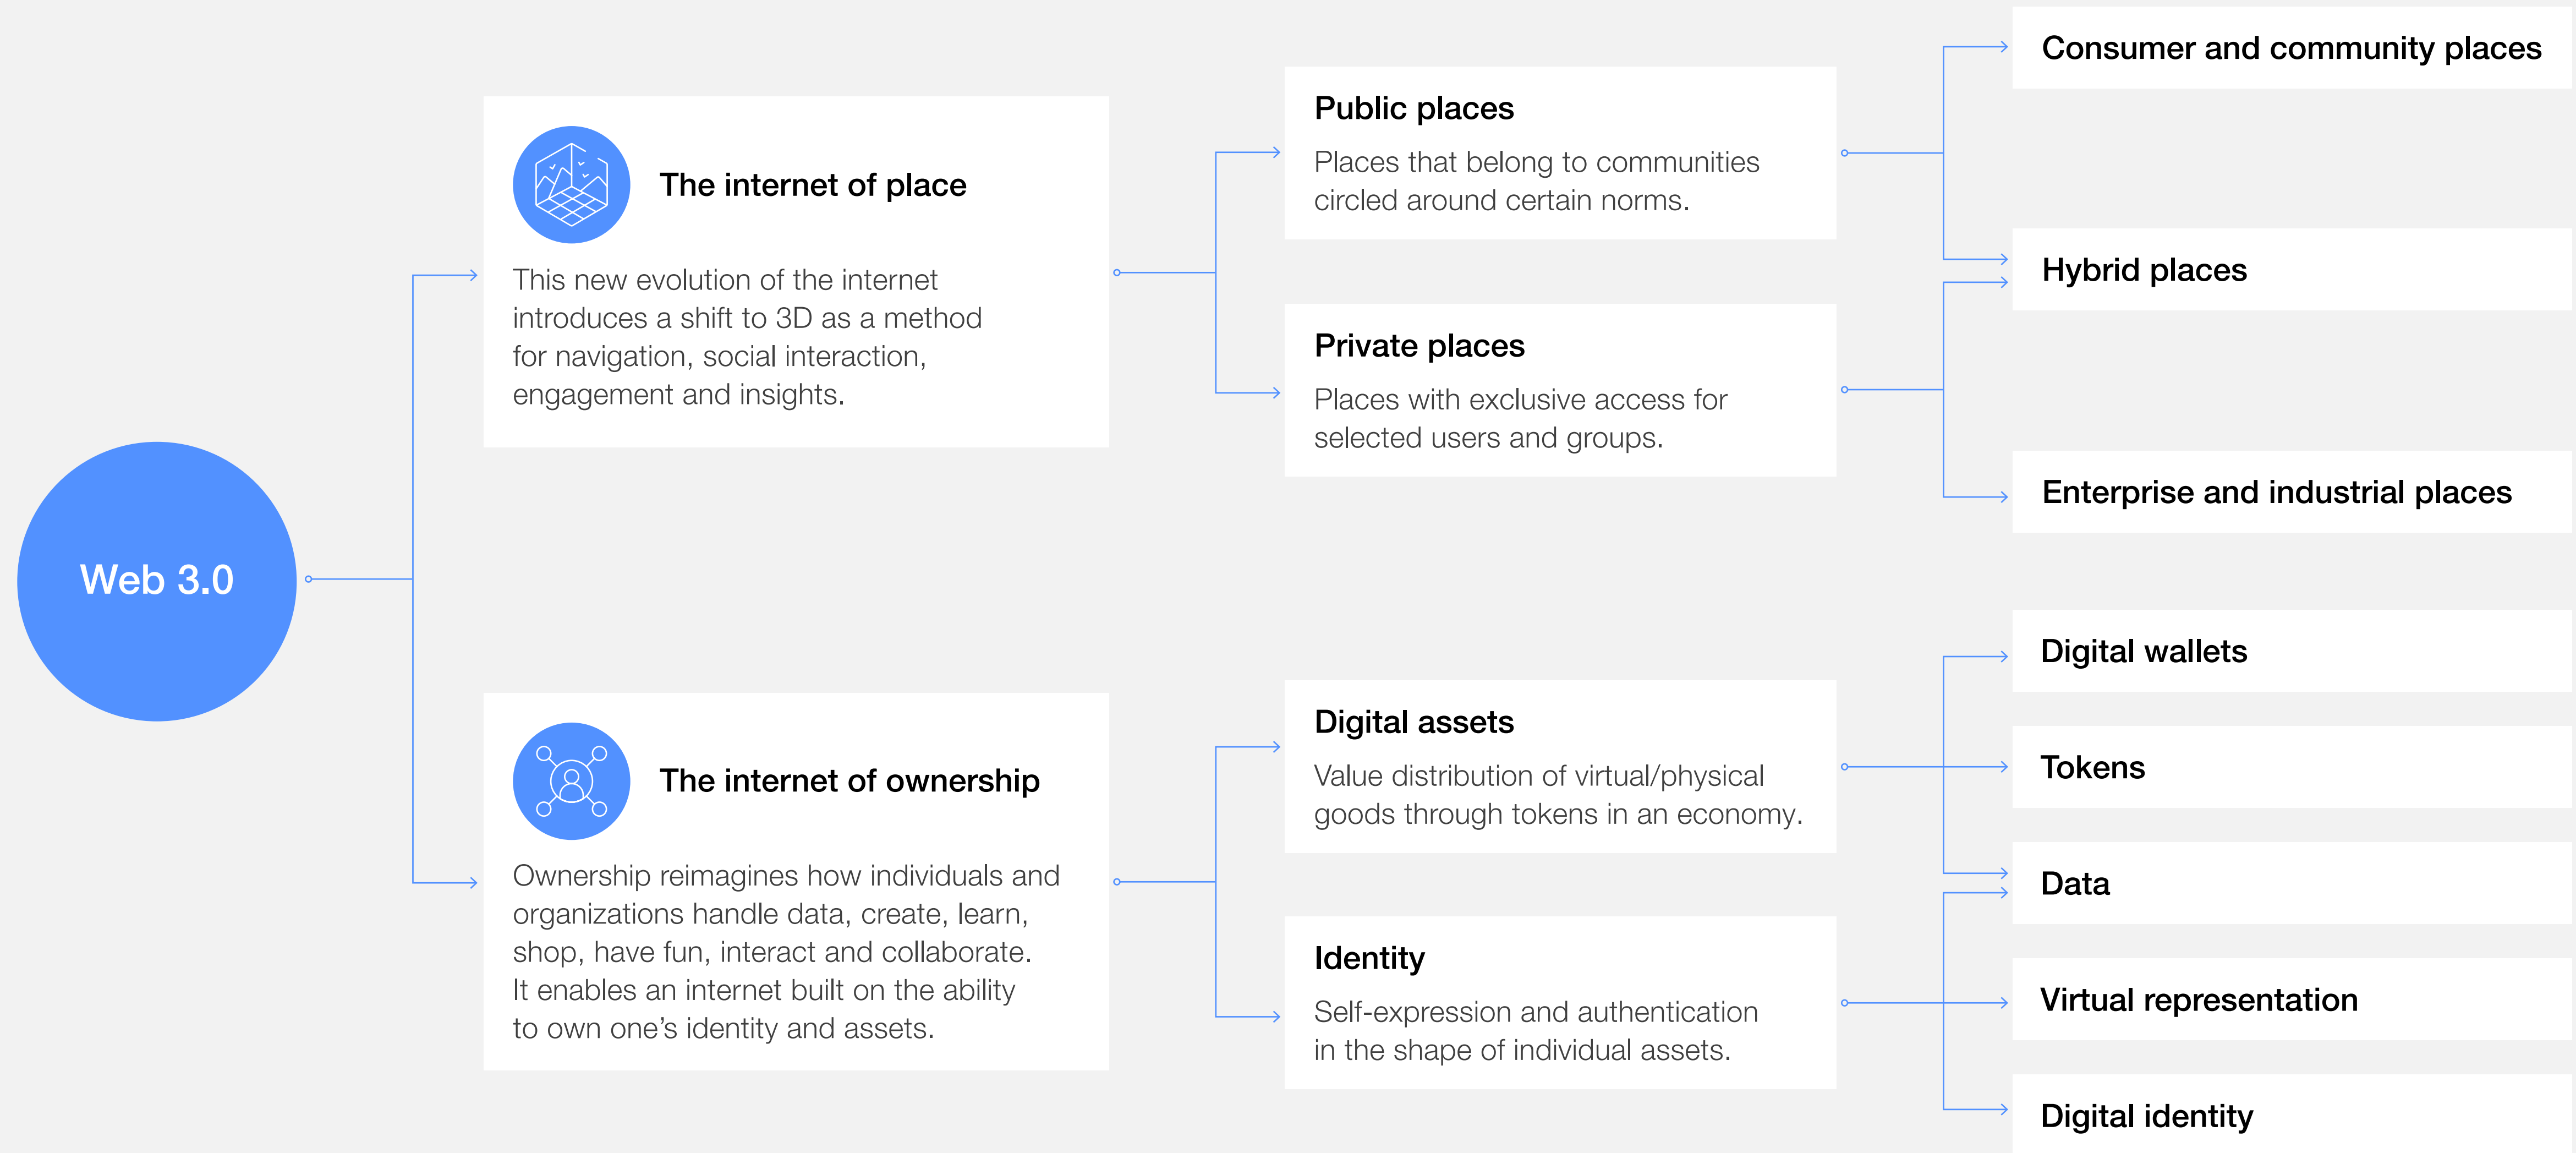 Web 3.0
The internet of place
This new evolution of the internet
introduces a shift to 3D as a method
for navigation, social interaction,
engagement and insights.
The internet of ownership
Ownership reimagines how individuals and
organizations handle data, create, learn,
shop, have fun, interact and collaborate.
It enables an internet built on the ability
to own one’s identity and assets.
Public places
Places that belong to communities
circled around certain norms.
Private places
Places with exclusive access for
selected users and groups.
Digital assets
Value distribution of virtual/physical
goods through tokens in an economy.
Identity
Self-expression and authentication
in the shape of individual assets.
Consumer and community places
Hybrid places
Enterprise and industrial places
Digital wallets
Tokens
Data
Virtual representation
Digital identity